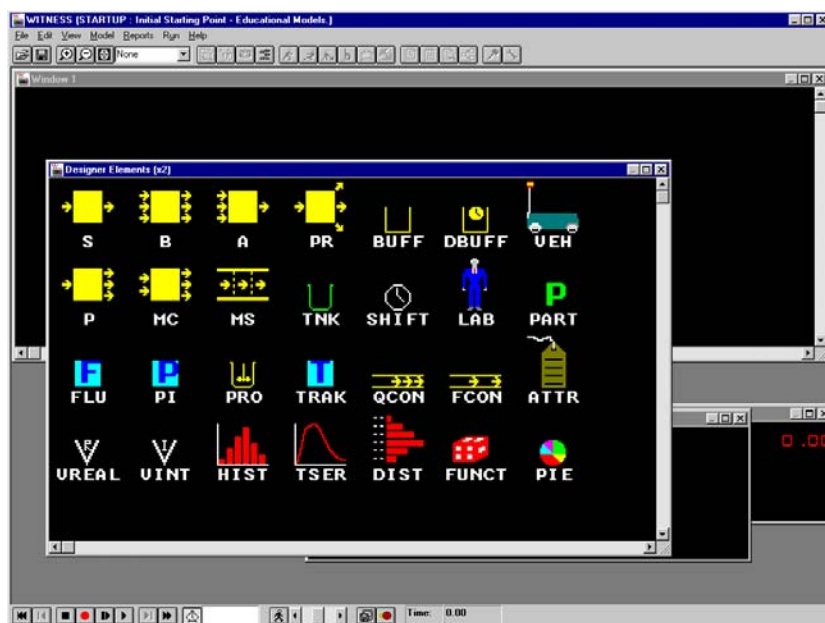 WITNESS (STARTUP : Initial Starting Point - Educational Models.)
File Edit View Model Reports Run Help
None
Window 1
Designer Elements (x2)
S B A PR BUFF DBUFF VEH
P MC MS TNK SHIFT LAB PART
P
F P T
FLU PI PRO TRAK QCON FCON ATTR
R I
VREAL VINT HIST TSER DIST FUNCT PIE
0.00
Time: 0.00